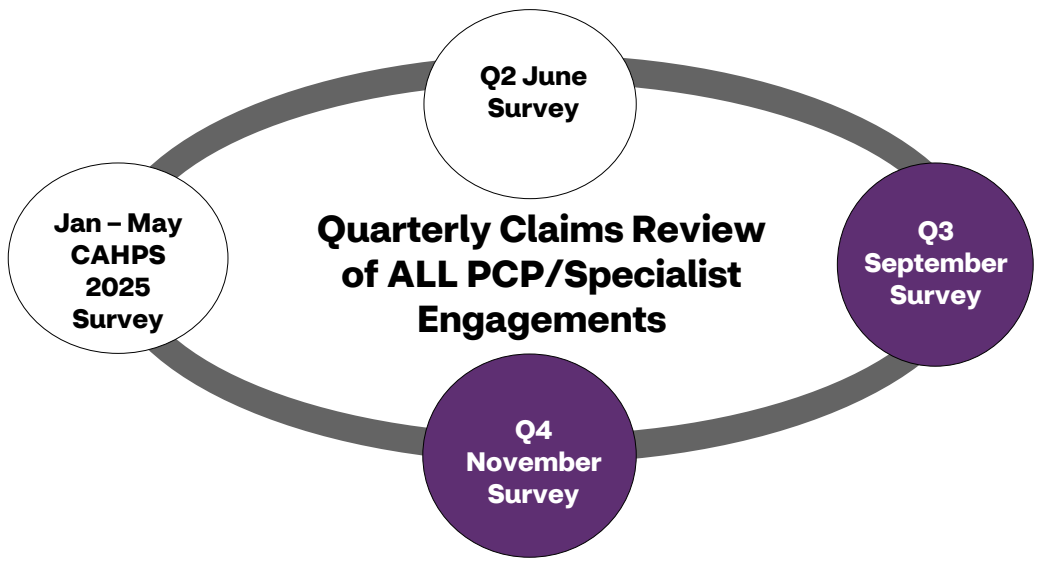 Q2 June
Survey
Jan – May
CAHPS
2025
Survey
Quarterly Claims Review
of ALL PCP/Specialist
Engagements
Q3
September
Survey
Q4
November
Survey